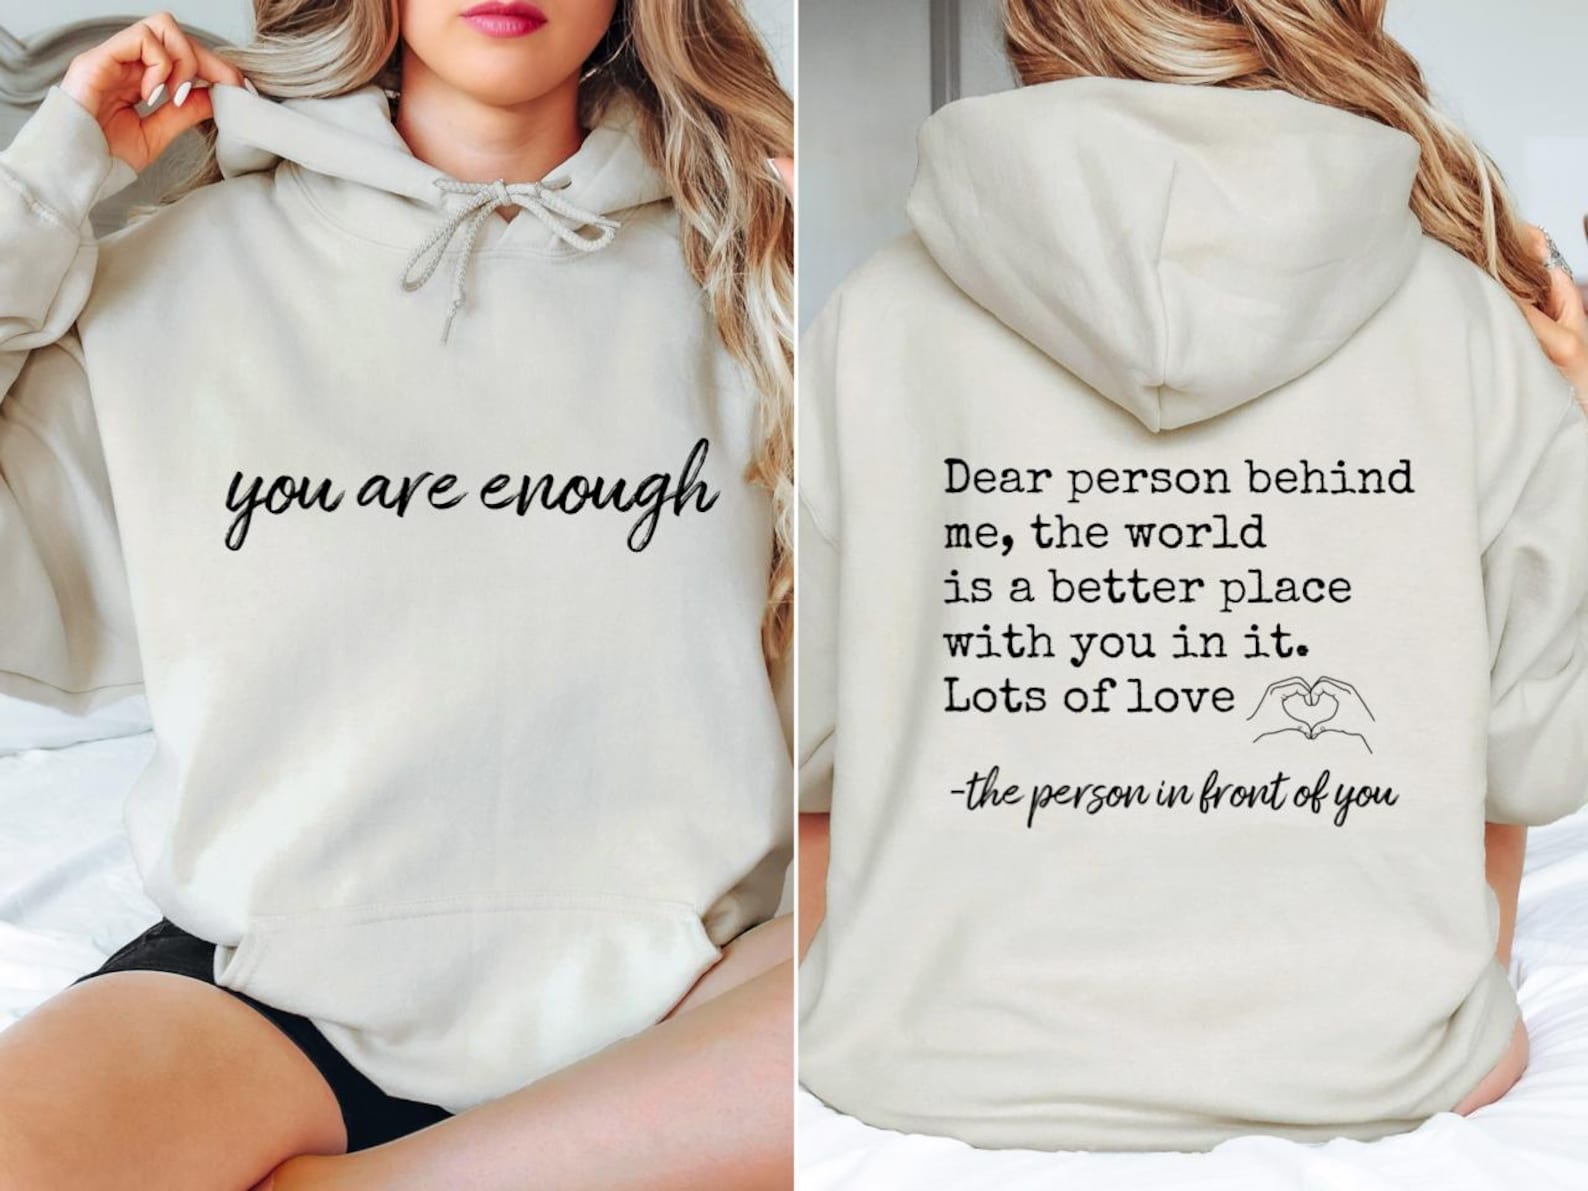 you are enough
Dear person behind
me, the world
is a better place
with you in it.
Lots of love
-the person in front of you